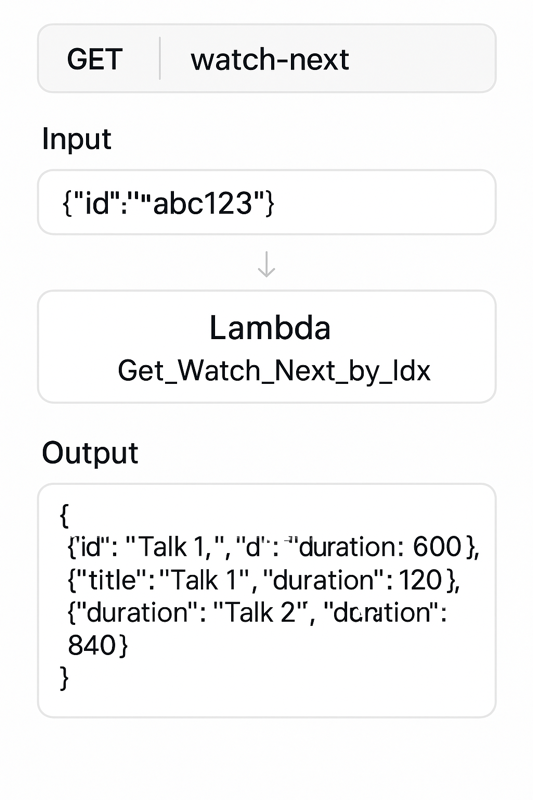 GET watch-next
Input
{"id":""abc123"}
↓
Lambda
Get_Watch_Next_by_Idx
Output
{
{"id": "Talk 1,", "d": "duration: 600},
{"title": "Talk 1", "duration": 120},
{"duration": "Talk 2", "duration":
840}
}